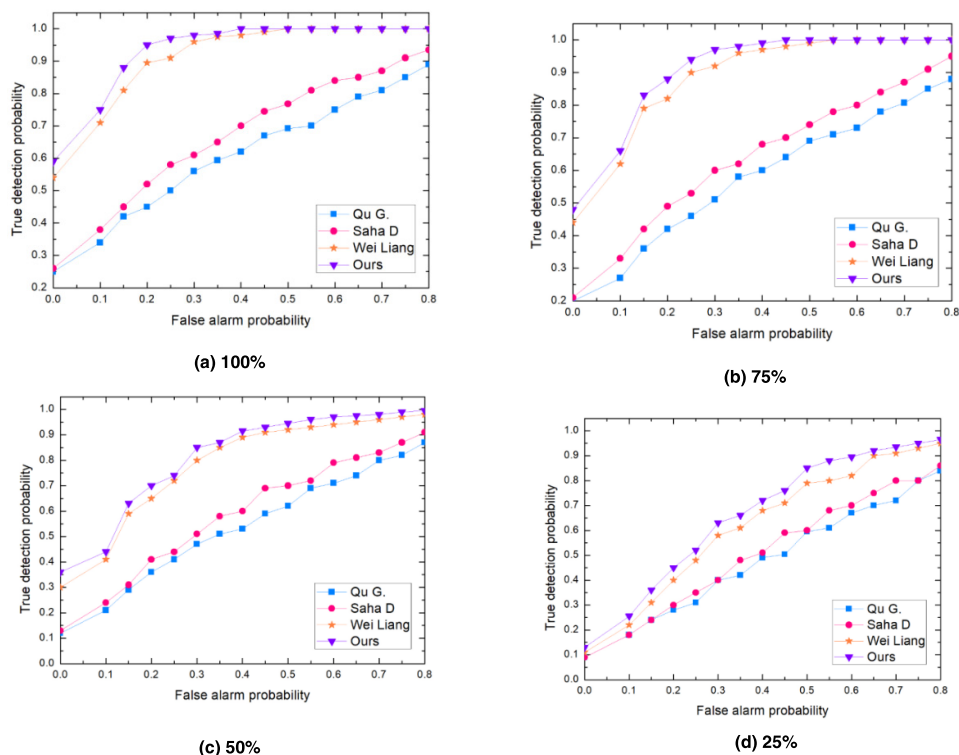 1.0
0.9
0.8
0.7
0.6
0.5
0.4
0.3
0.2
True detection probability
0.0 0.1 0.2 0.3 0.4 0.5 0.6 0.7 0.8
False alarm probability
Qu G.
Saha D
Wei Liang
Ours
(a) 100%
1.0
0.9
0.8
0.7
0.6
0.5
0.4
0.3
0.2
True detection probability
0.0 0.1 0.2 0.3 0.4 0.5 0.6 0.7 0.8
False alarm probability
Qu G.
Saha D
Wei Liang
Ours
(b) 75%
1.0
0.9
0.8
0.7
0.6
0.5
0.4
0.3
0.2
0.1
0.0
True detection probability
0.0 0.1 0.2 0.3 0.4 0.5 0.6 0.7 0.8
False alarm probability
Qu G.
Saha D
Wei Liang
Ours
(c) 50%
1.0
0.9
0.8
0.7
0.6
0.5
0.4
0.3
0.2
0.1
0.0
True detection probability
0.0 0.1 0.2 0.3 0.4 0.5 0.6 0.7 0.8
False alarm probability
Qu G.
Saha D
Wei Liang
Ours
(d) 25%